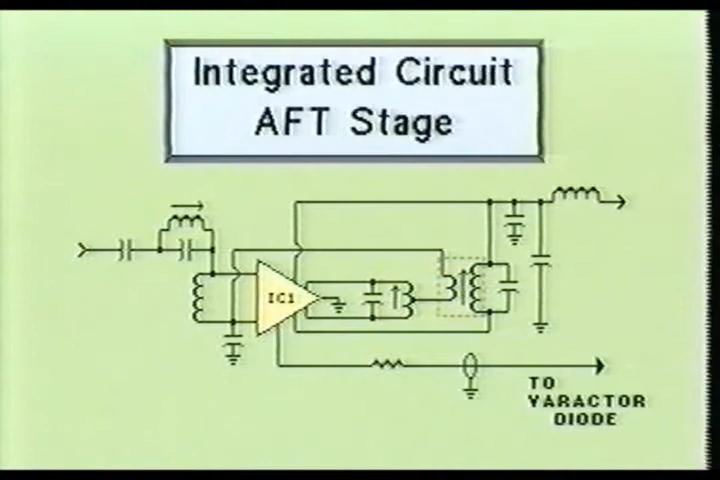 Integrated Circuit
AFT Stage
IC1
TO
VARACTOR
DIODE